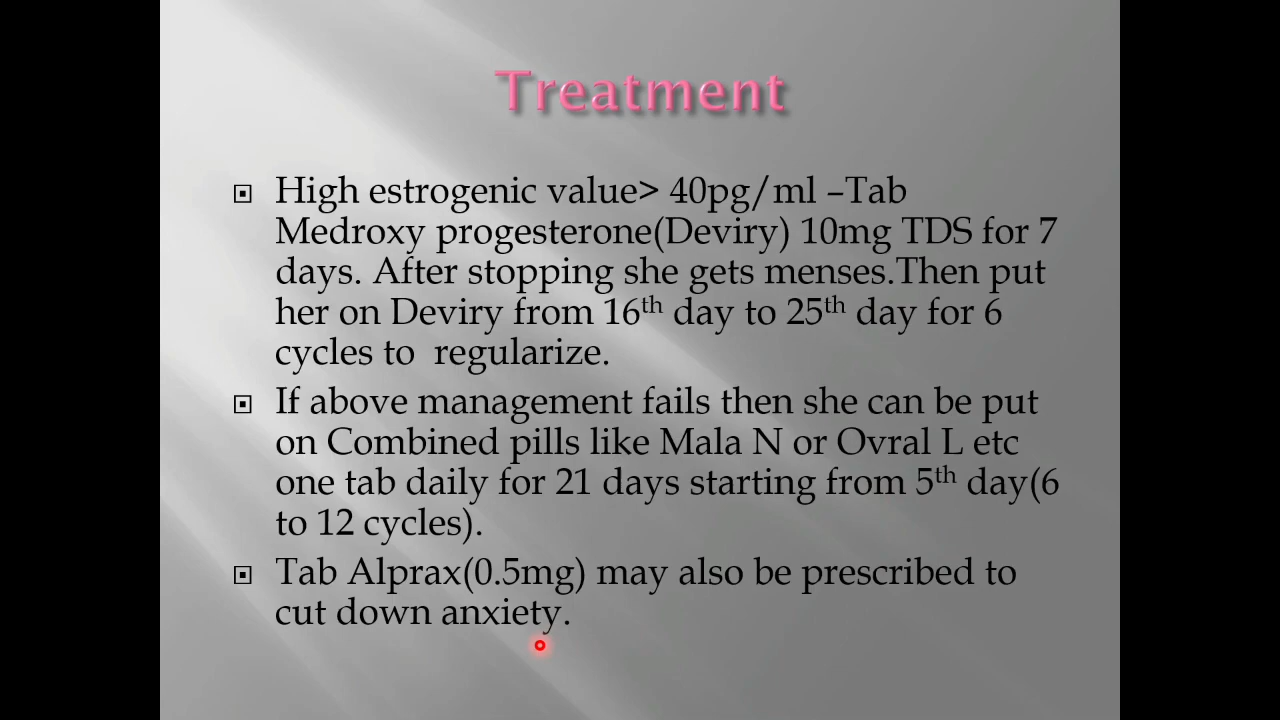 Treatment
High estrogenic value> 40pg/ml –Tab
Medroxy progesterone(Deviry) 10mg TDS for 7
days. After stopping she gets menses.Then put
her on Deviry from 16th day to 25th day for 6
cycles to  regularize.
If above management fails then she can be put
on Combined pills like Mala N or Ovral L etc
one tab daily for 21 days starting from 5th day(6
to 12 cycles).
Tab Alprax(0.5mg) may also be prescribed to
cut down anxiety.